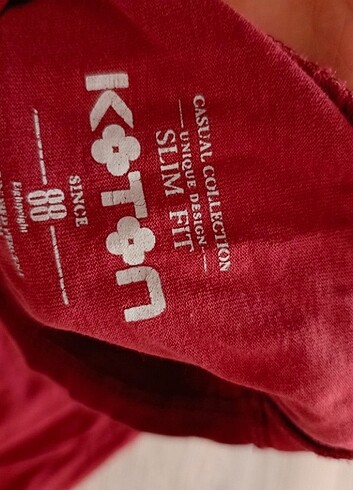 CASUAL COLLECTION
UNIQUE DESIGN
SLIM FIT
KOTON
SINCE
88